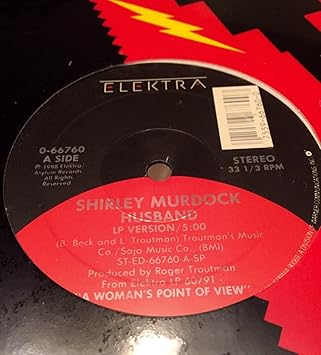 ELEKTRA
0-66760
A SIDE
℗ 1988 Elektra/
Asylum Records
All Rights
Reserved.
STEREO
33 1/3 RPM
SHIRLEY MURDOCK
HUSBAND
LP VERSION/5:00
(B. Beck and L. Troutman) Troutman's Music
Co./Saja Music Co., (BMI)
ST-ED-66760-A-SP
Produced by Roger Troutman
From Elektra LP 60791 -
"A WOMAN'S POINT OF VIEW"